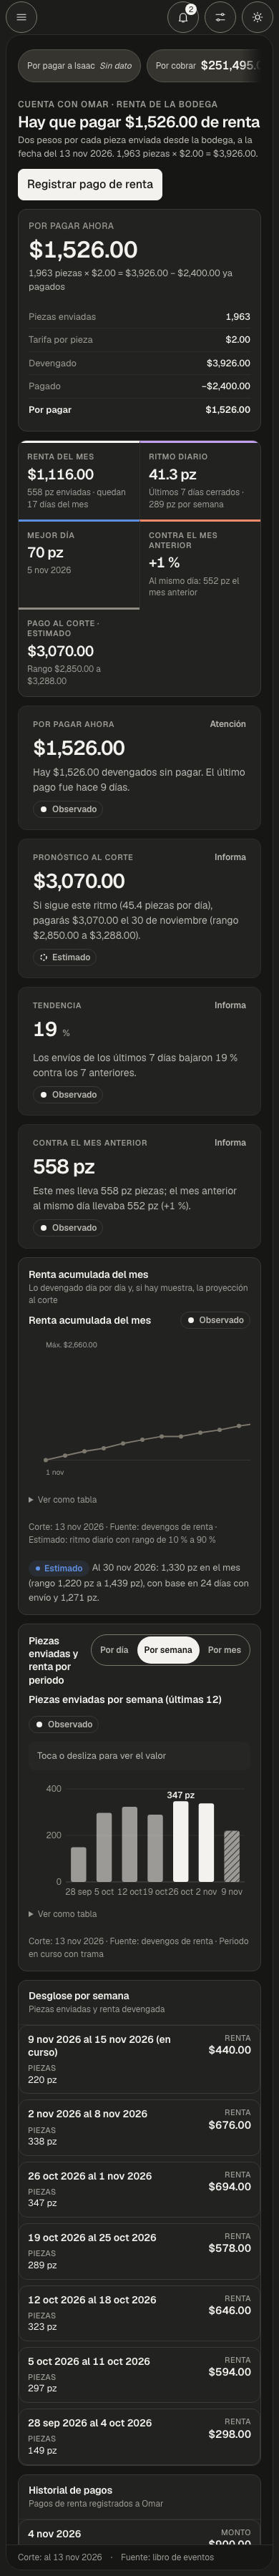 2
Por pagar a Isaac Sin dato
Por cobrar $251,495.0
CUENTA CON OMAR · RENTA DE LA BODEGA
Hay que pagar $1,526.00 de renta
Dos pesos por cada pieza enviada desde la bodega, a la
fecha del 13 nov 2026. 1,963 piezas × $2.00 = $3,926.00.
Registrar pago de renta
POR PAGAR AHORA
$1,526.00
1,963 piezas × $2.00 = $3,926.00 − $2,400.00 ya
pagados
Piezas enviadas 1,963
Tarifa por pieza $2.00
Devengado $3,926.00
Pagado −$2,400.00
Por pagar $1,526.00
RENTA DEL MES
$1,116.00
558 pz enviadas · quedan
17 días del mes
RITMO DIARIO
41.3 pz
Últimos 7 días cerrados ·
289 pz por semana
MEJOR DÍA
70 pz
5 nov 2026
CONTRA EL MES
ANTERIOR
+1 %
Al mismo día: 552 pz el
mes anterior
PAGO AL CORTE ·
ESTIMADO
$3,070.00
Rango $2,850.00 a
$3,288.00
POR PAGAR AHORA Atención
$1,526.00
Hay $1,526.00 devengados sin pagar. El último
pago fue hace 9 días.
Observado
PRONÓSTICO AL CORTE Informa
$3,070.00
Si sigue este ritmo (45.4 piezas por día),
pagarás $3,070.00 el 30 de noviembre (rango
$2,850.00 a $3,288.00).
Estimado
TENDENCIA Informa
19 %
Los envíos de los últimos 7 días bajaron 19 %
contra los 7 anteriores.
Observado
CONTRA EL MES ANTERIOR Informa
558 pz
Este mes lleva 558 pz piezas; el mes anterior
al mismo día llevaba 552 pz (+1 %).
Observado
Renta acumulada del mes
Lo devengado día por día y, si hay muestra, la proyección
al corte
Renta acumulada del mes Observado
Máx. $2,660.00
1 nov
▶ Ver como tabla
Corte: 13 nov 2026 · Fuente: devengos de renta ·
Estimado: ritmo diario con rango de 10 % a 90 %
Estimado Al 30 nov 2026: 1,330 pz en el mes
(rango 1,220 pz a 1,439 pz), con base en 24 días con
envío y 1,271 pz.
Piezas
enviadas y
renta por
periodo
Por día Por semana Por mes
Piezas enviadas por semana (últimas 12)
Observado
Toca o desliza para ver el valor
400
347 pz
200
0
28 sep 5 oct 12 oct 19 oct 26 oct 2 nov 9 nov
▶ Ver como tabla
Corte: 13 nov 2026 · Fuente: devengos de renta · Periodo
en curso con trama
Desglose por semana
Piezas enviadas y renta devengada
9 nov 2026 al 15 nov 2026 (en
curso)
PIEZAS
220 pz
RENTA
$440.00
2 nov 2026 al 8 nov 2026
PIEZAS
338 pz
RENTA
$676.00
26 oct 2026 al 1 nov 2026
PIEZAS
347 pz
RENTA
$694.00
19 oct 2026 al 25 oct 2026
PIEZAS
289 pz
RENTA
$578.00
12 oct 2026 al 18 oct 2026
PIEZAS
323 pz
RENTA
$646.00
5 oct 2026 al 11 oct 2026
PIEZAS
297 pz
RENTA
$594.00
28 sep 2026 al 4 oct 2026
PIEZAS
149 pz
RENTA
$298.00
Historial de pagos
Pagos de renta registrados a Omar
4 nov 2026
MONTO
$900.00
Corte: al 13 nov 2026 · Fuente: libro de eventos